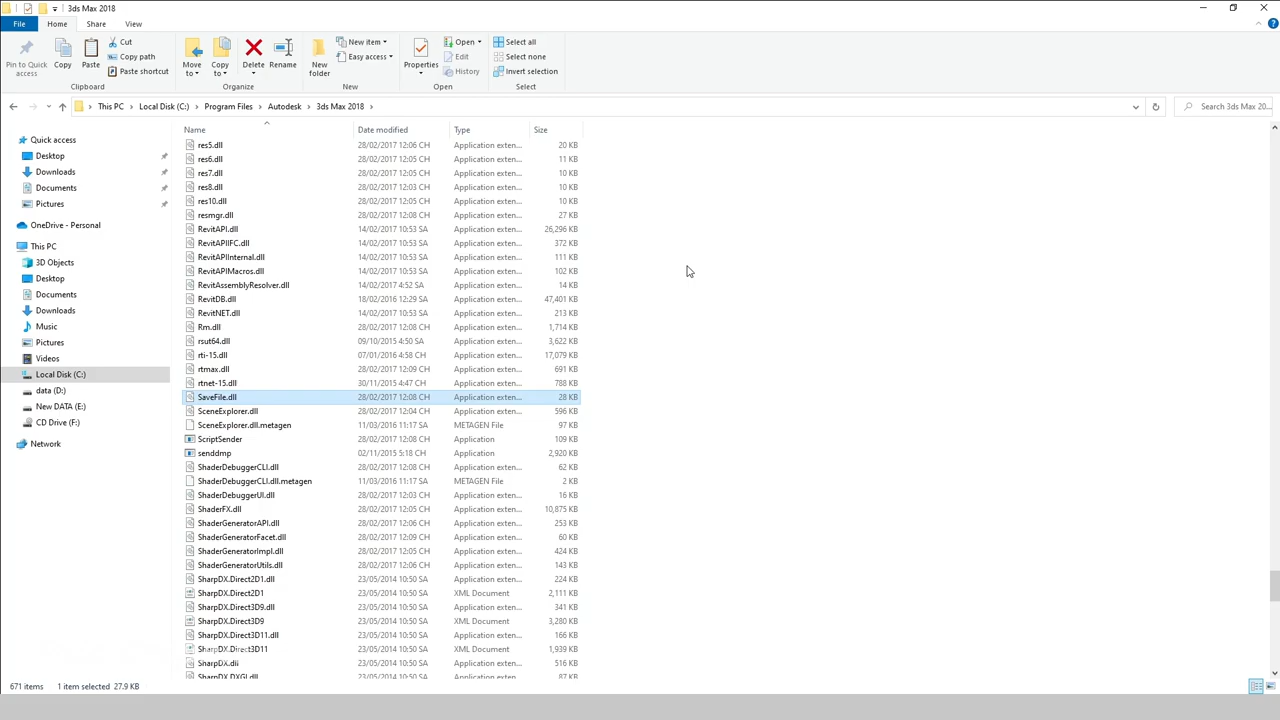 3ds Max 2018
File Home Share View
Pin to Quick access
Copy
Paste
Cut
Copy path
Paste shortcut
Clipboard
Move to
Copy to
Delete
Rename
Organize
New folder
New item
Easy access
New
Properties
Open
Edit
History
Open
Select all
Select none
Invert selection
Select
This PC Local Disk (C:) Program Files Autodesk 3ds Max 2018
Search 3ds Max 20...
Quick access
Desktop
Downloads
Documents
Pictures
OneDrive - Personal
This PC
3D Objects
Desktop
Documents
Downloads
Music
Pictures
Videos
Local Disk (C:)
data (D:)
New DATA (E:)
CD Drive (F:)
Network
Name Date modified Type Size
res5.dll 28/02/2017 12:06 CH Application exten... 20 KB
res6.dll 28/02/2017 12:06 CH Application exten... 11 KB
res7.dll 28/02/2017 12:05 CH Application exten... 10 KB
res8.dll 28/02/2017 12:03 CH Application exten... 10 KB
res10.dll 28/02/2017 12:05 CH Application exten... 10 KB
resmgr.dll 28/02/2017 12:08 CH Application exten... 27 KB
RevitAPI.dll 14/02/2017 10:53 SA Application exten... 26,296 KB
RevitAPIIFC.dll 14/02/2017 10:53 SA Application exten... 372 KB
RevitAPIInternal.dll 14/02/2017 10:53 SA Application exten... 111 KB
RevitAPIMacros.dll 14/02/2017 10:53 SA Application exten... 102 KB
RevitAssemblyResolver.dll 14/02/2017 4:52 SA Application exten... 14 KB
RevitDB.dll 18/02/2016 12:29 SA Application exten... 47,401 KB
RevitNET.dll 14/02/2017 10:53 SA Application exten... 213 KB
Rm.dll 28/02/2017 12:08 CH Application exten... 1,714 KB
rsut64.dll 09/10/2015 4:50 SA Application exten... 3,622 KB
rti-15.dll 07/01/2016 4:58 CH Application exten... 17,079 KB
rtmax.dll 28/02/2017 12:09 CH Application exten... 691 KB
rtnet-15.dll 30/11/2015 4:47 CH Application exten... 788 KB
SaveFile.dll 28/02/2017 12:08 CH Application exten... 28 KB
SceneExplorer.dll 28/02/2017 12:04 CH Application exten... 596 KB
SceneExplorer.dll.metagen 11/03/2016 11:17 SA METAGEN File 97 KB
ScriptSender 28/02/2017 12:08 CH Application 109 KB
senddmp 02/11/2015 5:18 CH Application 2,920 KB
ShaderDebuggerCLI.dll 28/02/2017 12:08 CH Application exten... 62 KB
ShaderDebuggerCLI.dll.metagen 11/03/2016 11:17 SA METAGEN File 2 KB
ShaderDebuggerUI.dll 28/02/2017 12:03 CH Application exten... 16 KB
ShaderFX.dll 28/02/2017 12:05 CH Application exten... 10,875 KB
ShaderGeneratorAPI.dll 28/02/2017 12:06 CH Application exten... 253 KB
ShaderGeneratorFacet.dll 28/02/2017 12:09 CH Application exten... 60 KB
ShaderGeneratorImpl.dll 28/02/2017 12:05 CH Application exten... 424 KB
ShaderGeneratorUtils.dll 28/02/2017 12:06 CH Application exten... 143 KB
SharpDX.Direct2D1.dll 23/05/2014 10:50 SA Application exten... 224 KB
SharpDX.Direct2D1 23/05/2014 10:50 SA XML Document 2,111 KB
SharpDX.Direct3D9.dll 23/05/2014 10:50 SA Application exten... 341 KB
SharpDX.Direct3D9 23/05/2014 10:50 SA XML Document 3,280 KB
SharpDX.Direct3D11.dll 23/05/2014 10:50 SA Application exten... 166 KB
SharpDX.Direct3D11 23/05/2014 10:50 SA XML Document 1,939 KB
SharpDX.dll 23/05/2014 10:50 SA Application exten... 516 KB
SharpDX.DXGI.dll 23/05/2014 10:50 SA Application exten... 87 KB
671 items 1 item selected 27.9 KB